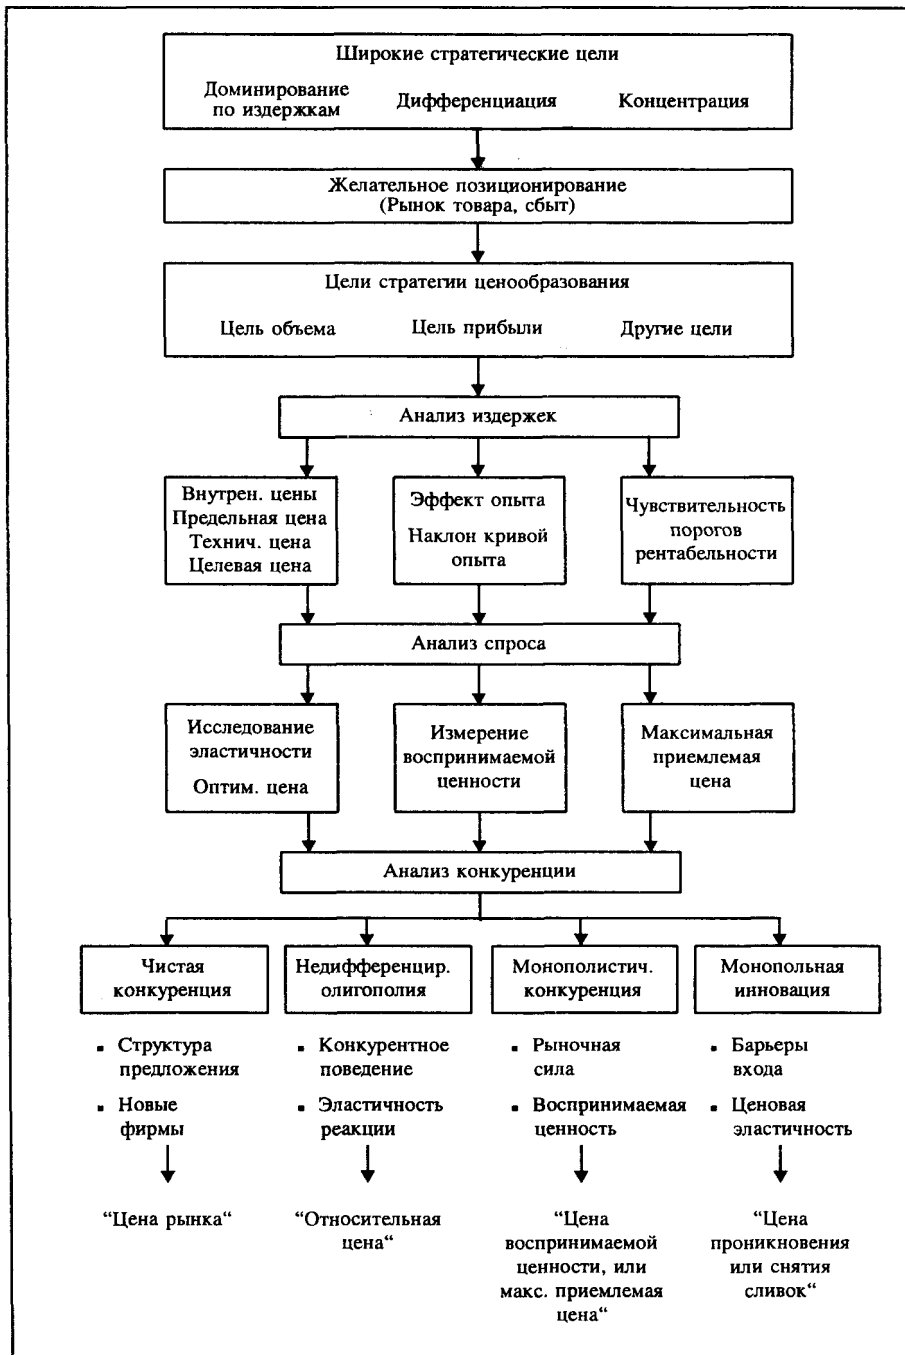 Широкие стратегические цели
Доминирование
по издержкам
Дифференциация
Концентрация
Желательное позиционирование
(Рынок товара, сбыт)
Цели стратегии ценообразования
Цель объема
Цель прибыли
Другие цели
Анализ издержек
Внутрен. цены
Предельная цена
Технич. цена
Целевая цена
Эффект опыта
Наклон кривой
опыта
Чувствительность
порогов
рентабельности
Анализ спроса
Исследование
эластичности
Оптим. цена
Измерение
воспринимаемой
ценности
Максимальная
приемлемая
цена
Анализ конкуренции
Чистая
конкуренция
Недифференцир.
олигополия
Монополистич.
конкуренция
Монопольная
инновация
▪ Структура
предложения
▪ Новые
фирмы
“Цена рынка“
▪ Конкурентное
поведение
▪ Эластичность
реакции
“Относительная
цена“
▪ Рыночная
сила
▪ Воспринимаемая
ценность
“Цена
воспринимаемой
ценности, или
макс. приемлемая
цена“
▪ Барьеры
входа
▪ Ценовая
эластичность
“Цена
проникновения
или снятия
сливок“